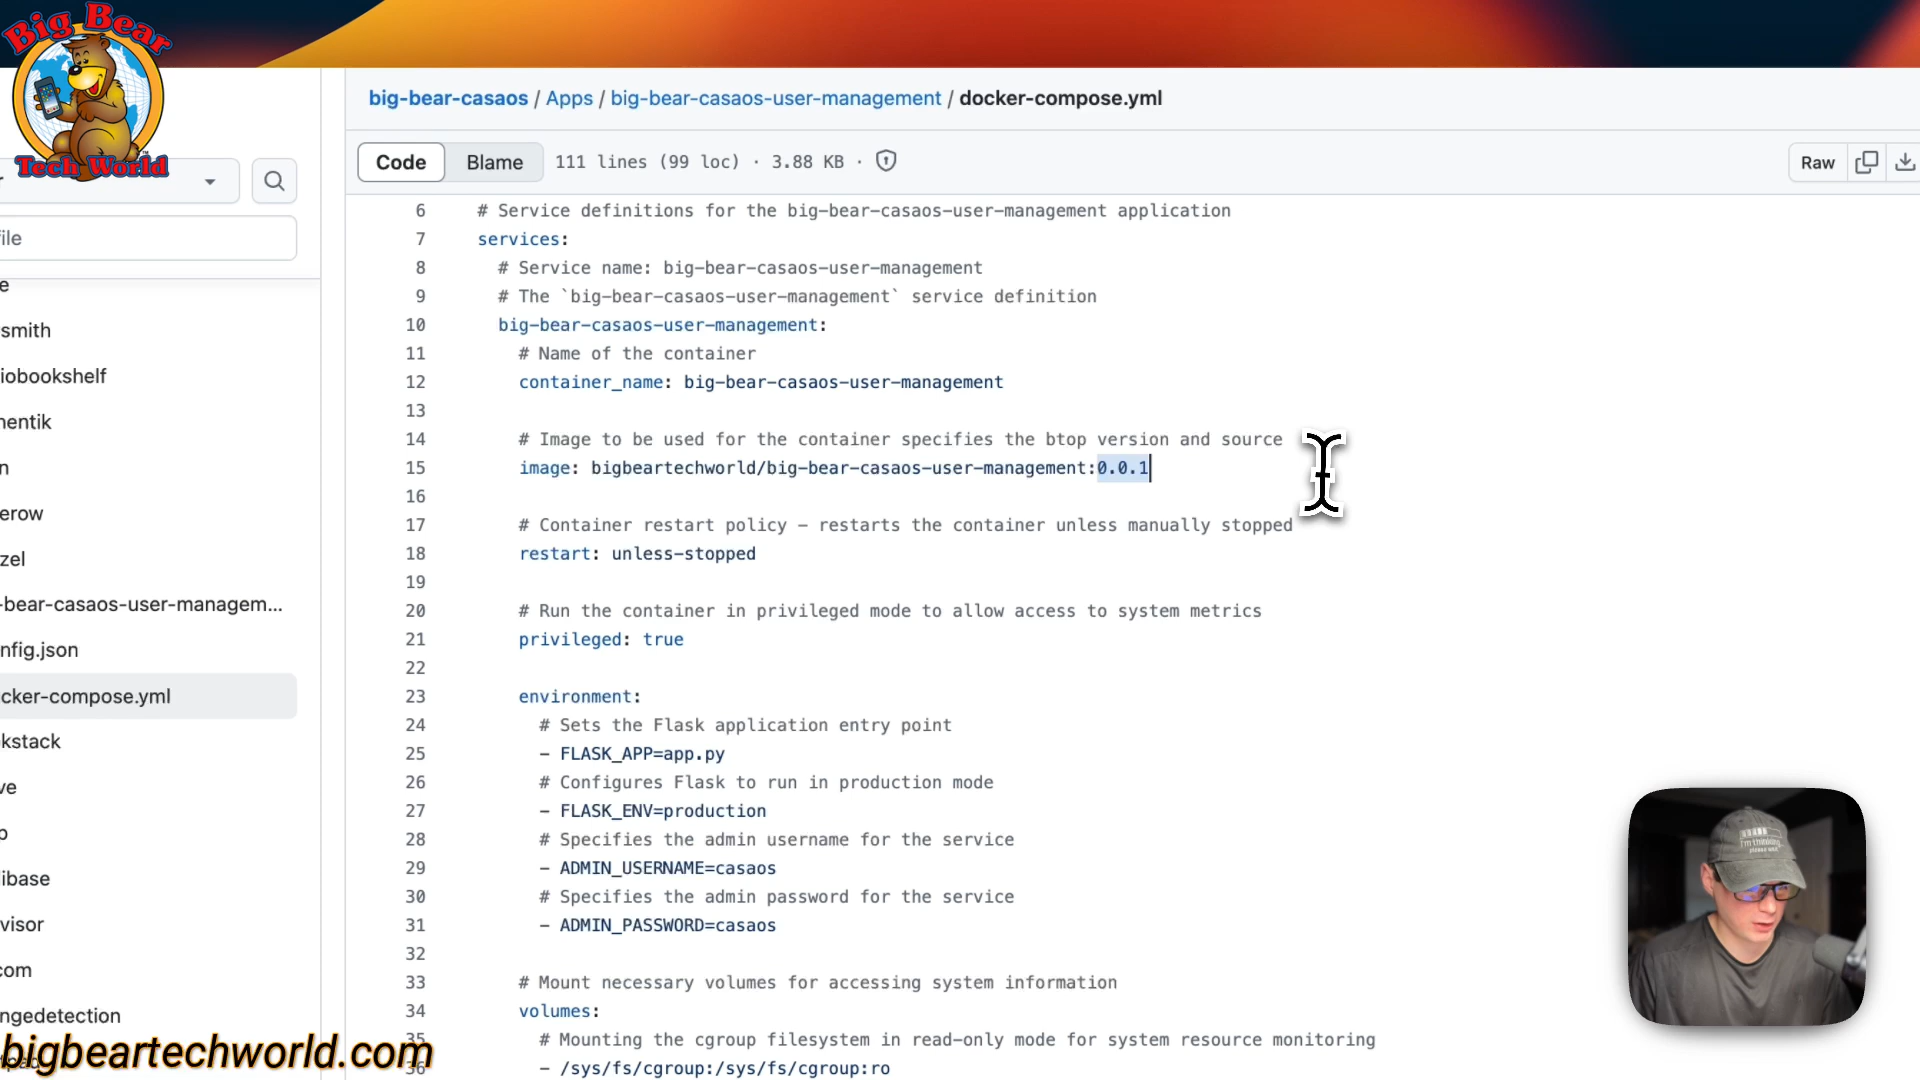 Big Bear
Tech World
big-bear-casaos / Apps / big-bear-casaos-user-management / docker-compose.yml
Code Blame 111 lines (99 loc) · 3.88 KB ·
Raw
ile
e
smith
iobookshelf
nentik
n
erow
zel
-bear-casaos-user-managem...
nfig.json
cker-compose.yml
kstack
ve
p
libase
visor
com
ngedetection
6 # Service definitions for the big-bear-casaos-user-management application
7 services:
8 # Service name: big-bear-casaos-user-management
9 # The `big-bear-casaos-user-management` service definition
10 big-bear-casaos-user-management:
11 # Name of the container
12 container_name: big-bear-casaos-user-management
13
14 # Image to be used for the container specifies the btop version and source
15 image: bigbeartechworld/big-bear-casaos-user-management:0.0.1
16
17 # Container restart policy – restarts the container unless manually stopped
18 restart: unless-stopped
19
20 # Run the container in privileged mode to allow access to system metrics
21 privileged: true
22
23 environment:
24 # Sets the Flask application entry point
25 - FLASK_APP=app.py
26 # Configures Flask to run in production mode
27 - FLASK_ENV=production
28 # Specifies the admin username for the service
29 - ADMIN_USERNAME=casaos
30 # Specifies the admin password for the service
31 - ADMIN_PASSWORD=casaos
32
33 # Mount necessary volumes for accessing system information
34 volumes:
35 # Mounting the cgroup filesystem in read-only mode for system resource monitoring
36 - /sys/fs/cgroup:/sys/fs/cgroup:ro
bigbeartechworld.com